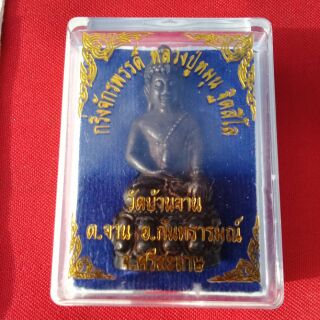 กริ่งจักรพรรดิ์ หลวงปู่หมุน ฐิตสีโล
วัดบ้านจาน
ต.จาน อ.กันทรารมณ์
จ.ศรีสะเกษ